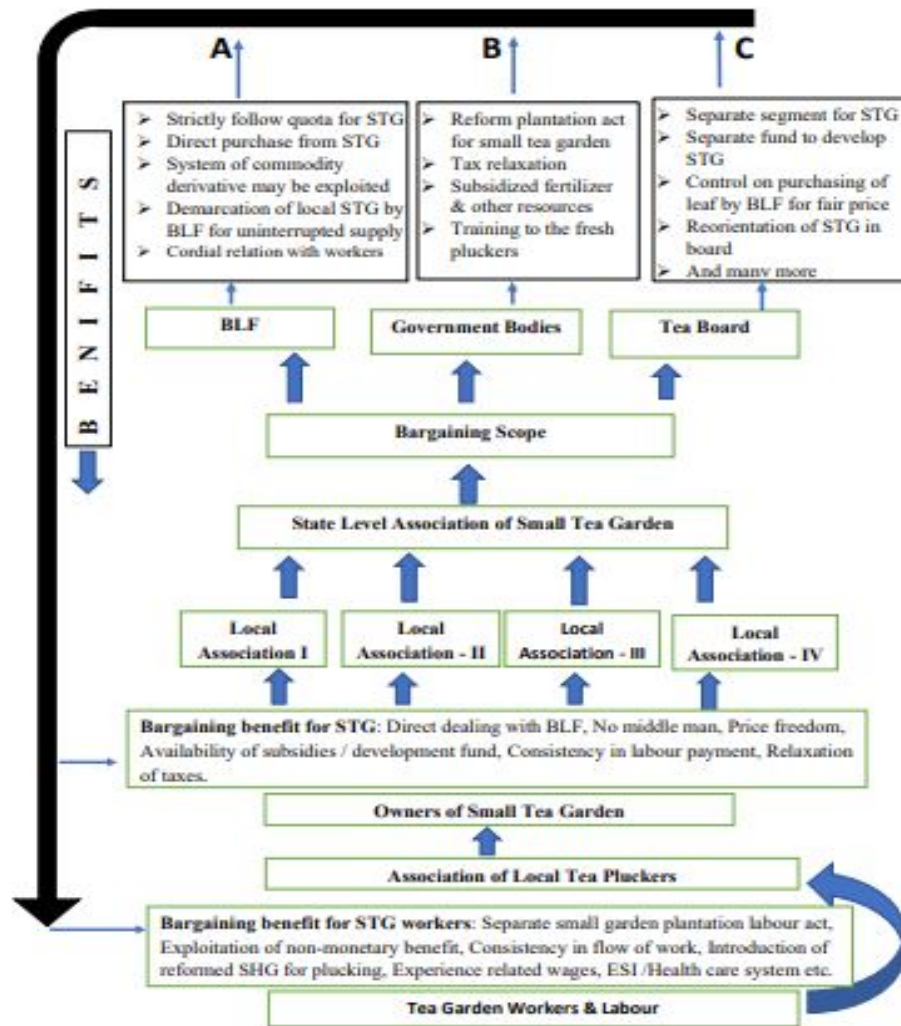 A
B
C
➤ Strictly follow quota for STG
➤ Direct purchase from STG
➤ System of commodity
derivative may be exploited
➤ Demarcation of local STG by
BLF for uninterrupted supply
➤ Cordial relation with workers
➤ Reform plantation act
for small tea garden
➤ Tax relaxation
➤ Subsidized fertilizer
& other resources
➤ Training to the fresh
pluckers
➤ Separate segment for STG
➤ Separate fund to develop
STG
➤ Control on purchasing of
leaf by BLF for fair price
➤ Reorientation of STG in
board
➤ And many more
BENIFITS
BLF
Government Bodies
Tea Board
Bargaining Scope
State Level Association of Small Tea Garden
Local
Association I
Local
Association - II
Local
Association - III
Local
Association - IV
Bargaining benefit for STG: Direct dealing with BLF, No middle man, Price freedom,
Availability of subsidies / development fund, Consistency in labour payment, Relaxation
of taxes.
Owners of Small Tea Garden
Association of Local Tea Pluckers
Bargaining benefit for STG workers: Separate small garden plantation labour act,
Exploitation of non-monetary benefit, Consistency in flow of work, Introduction of
reformed SHG for plucking, Experience related wages, ESI /Health care system etc.
Tea Garden Workers & Labour